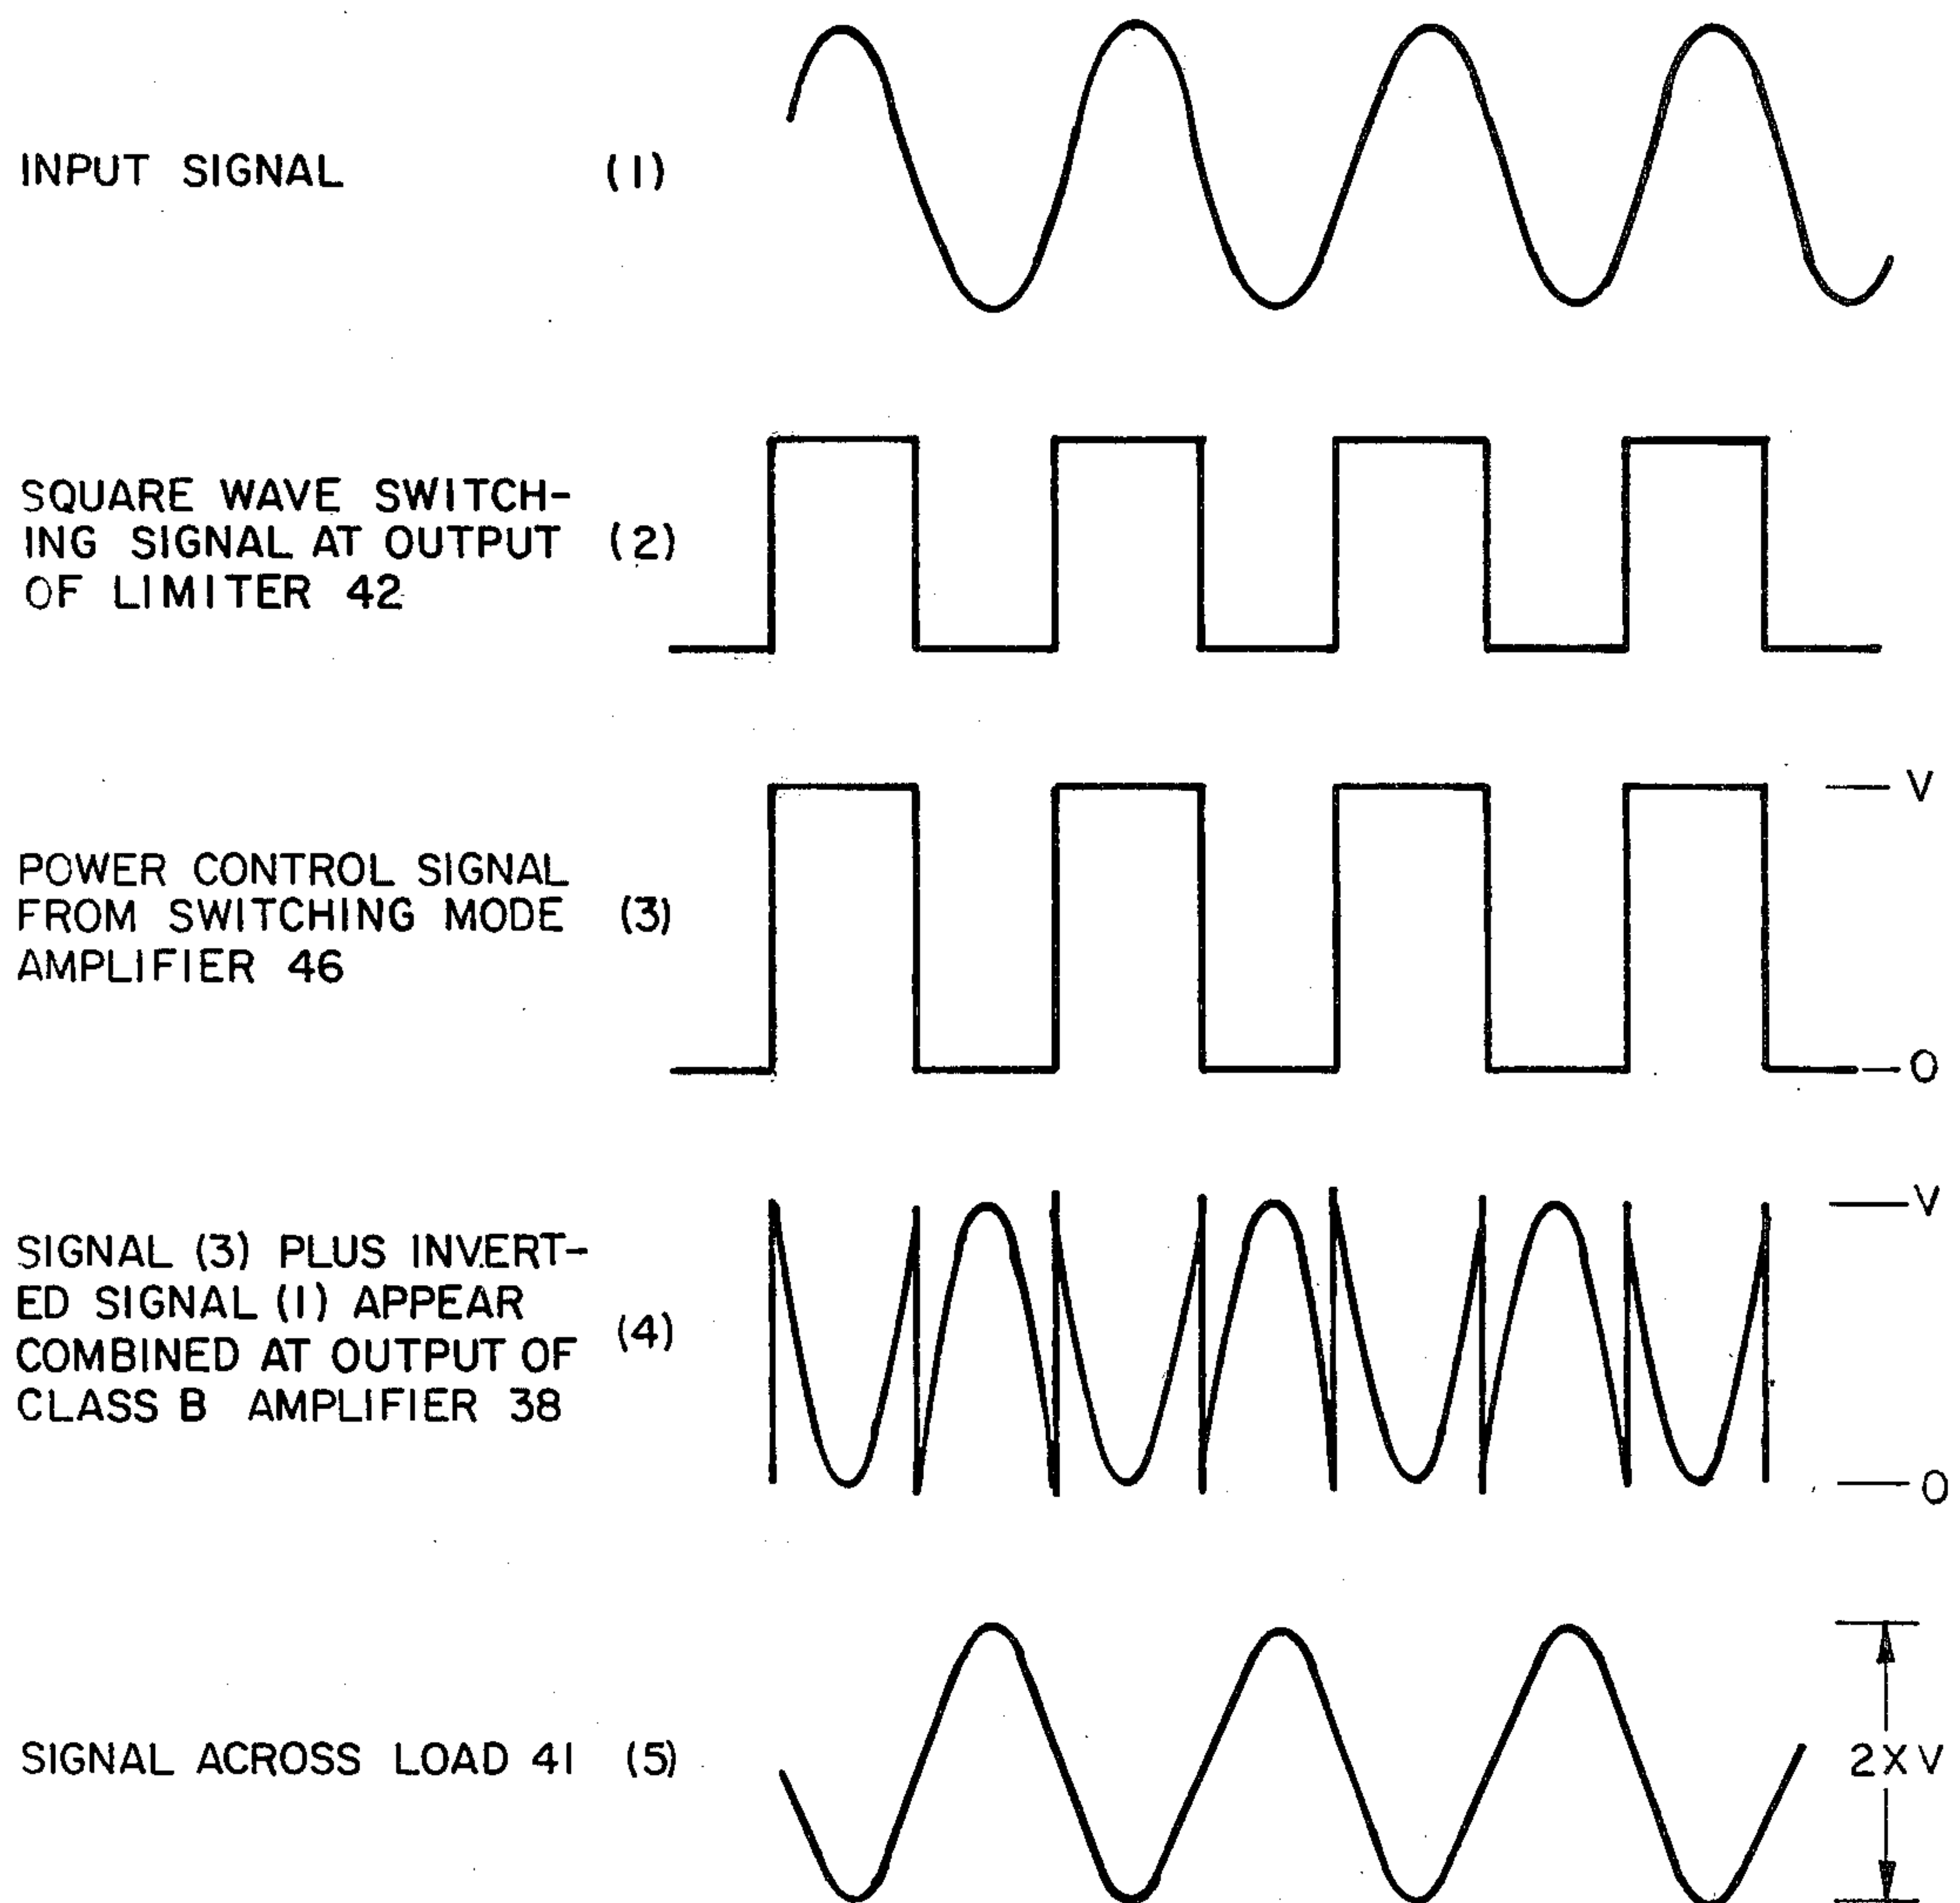 INPUT SIGNAL (1)
SQUARE WAVE SWITCH-
ING SIGNAL AT OUTPUT (2)
OF LIMITER 42
V
POWER CONTROL SIGNAL
FROM SWITCHING MODE (3)
AMPLIFIER 46
O
V
SIGNAL (3) PLUS INVERT-
ED SIGNAL (1) APPEAR (4)
COMBINED AT OUTPUT OF
CLASS B AMPLIFIER 38
O
SIGNAL ACROSS LOAD 41 (5) 2XV